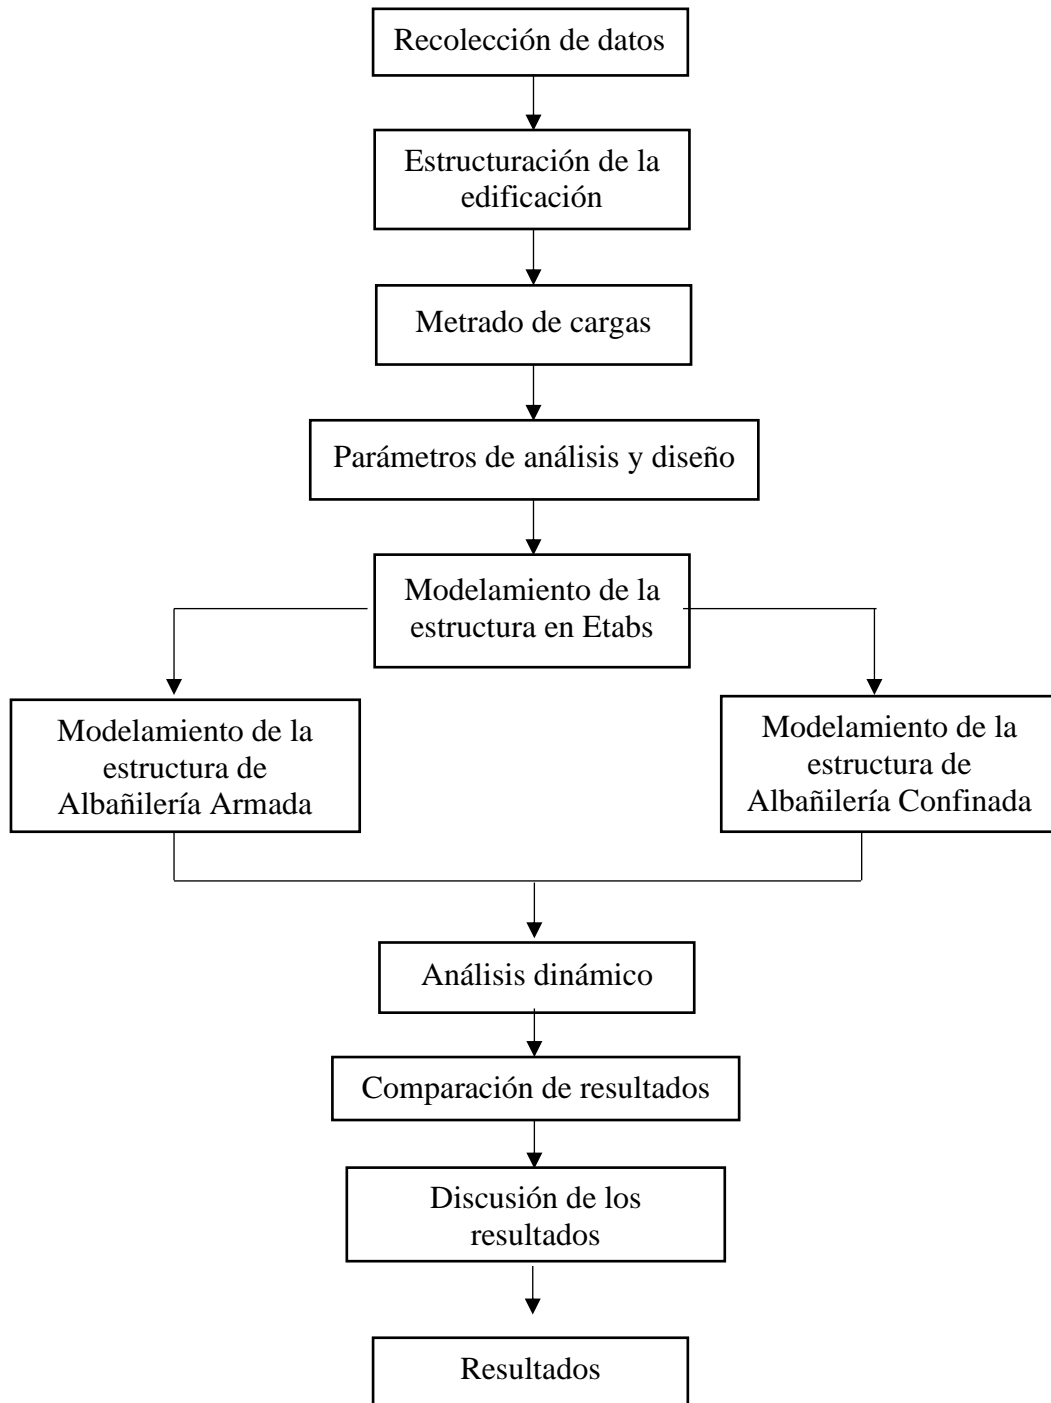 Recolección de datos
Estructuración de la
edificación
Metrado de cargas
Parámetros de análisis y diseño
Modelamiento de la
estructura en Etabs
Modelamiento de la
estructura de
Albañilería Armada
Modelamiento de la
estructura de
Albañilería Confinada
Análisis dinámico
Comparación de resultados
Discusión de los
resultados
Resultados